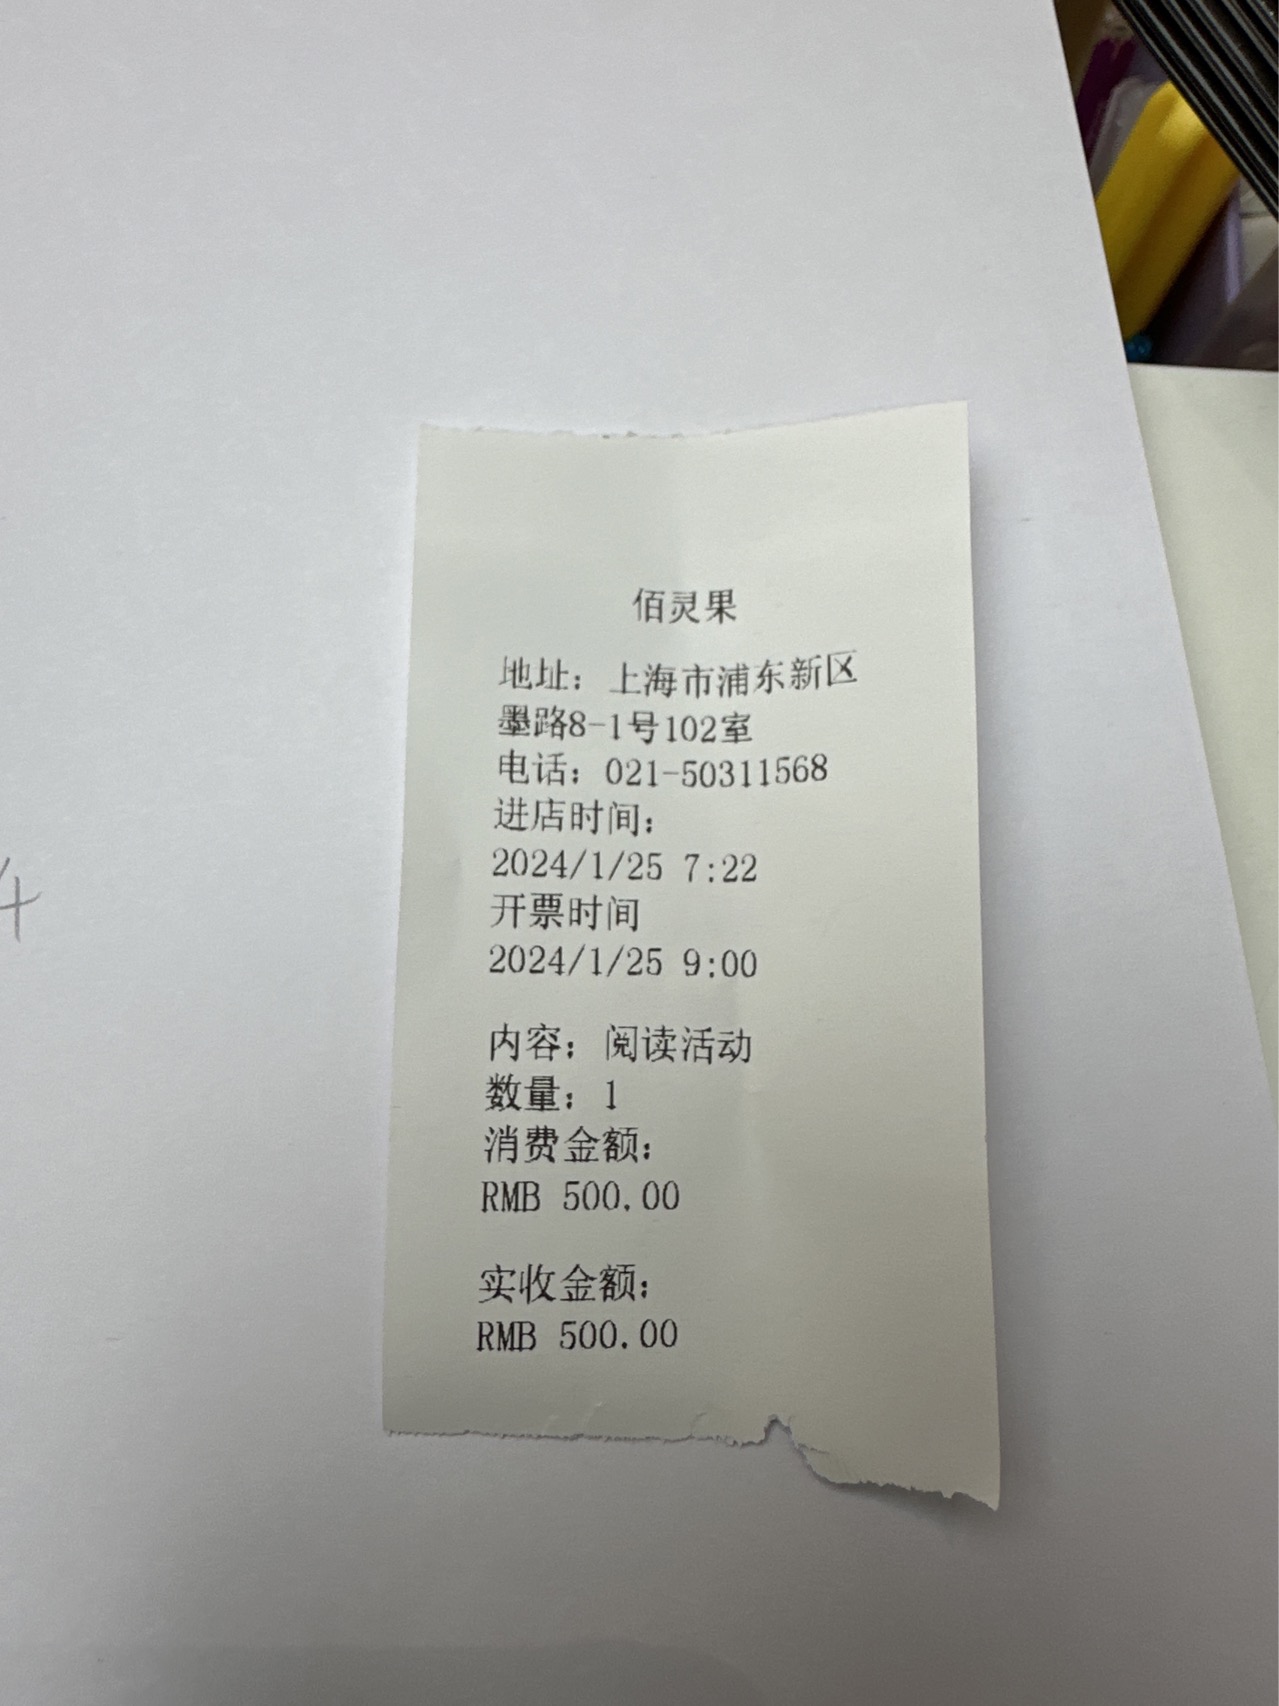 4
佰灵果
地址：上海市浦东新区
墨路8-1号102室
电话：021-50311568
进店时间：
2024/1/25 7:22
开票时间
2024/1/25 9:00
内容：阅读活动
数量：1
消费金额：
RMB 500.00
实收金额：
RMB 500.00